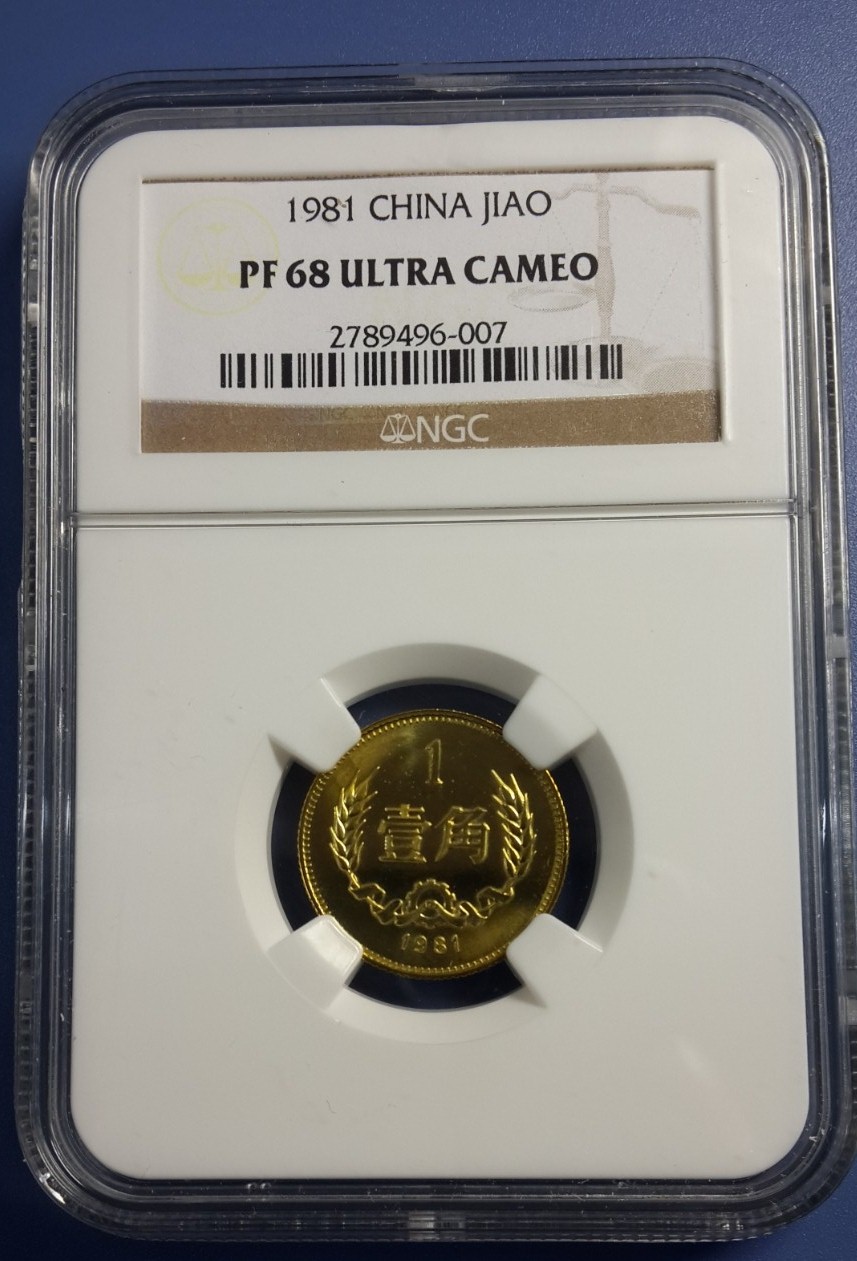 1981 CHINA JIAO
PF 68 ULTRA CAMEO
2789496-007
NGC
1
壹角
1981